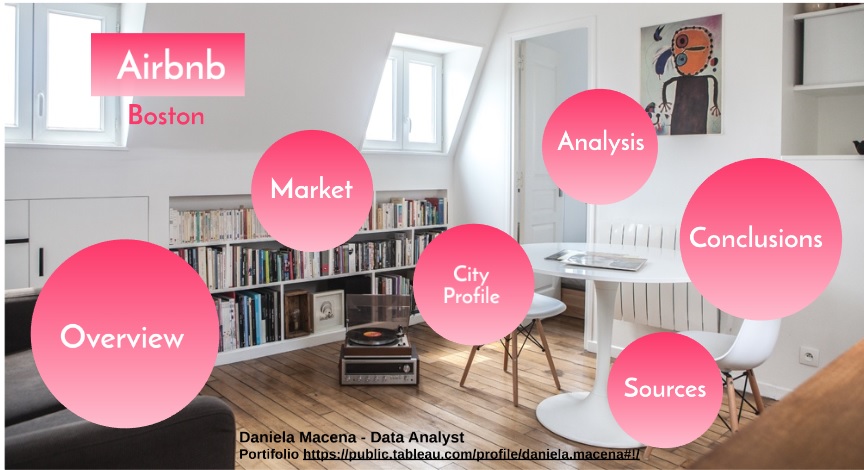 Airbnb
Boston
Analysis
Market
Conclusions
City
Profile
Overview
Sources
Daniela Macena - Data Analyst
Portifolio https://public.tableau.com/profile/daniela.macena#!/